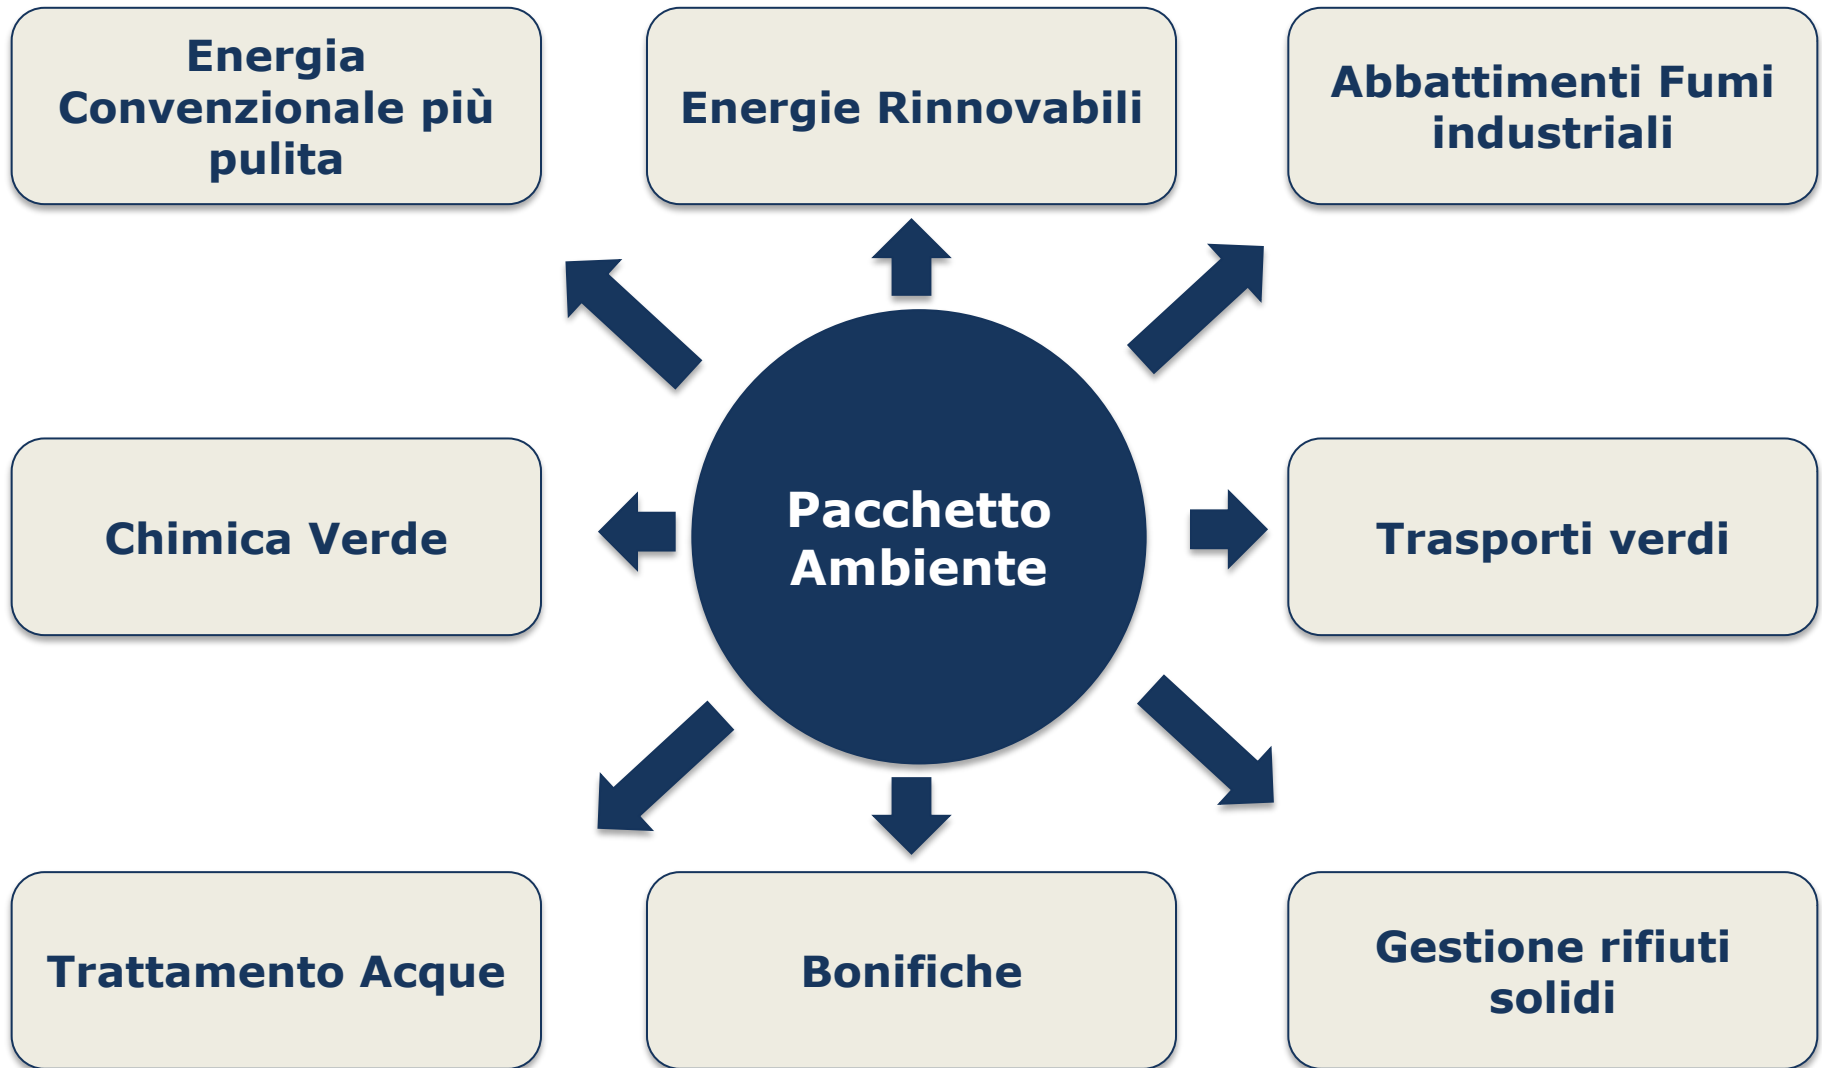 Energia
Convenzionale più
pulita
Energie Rinnovabili
Abbattimenti Fumi
industriali
Chimica Verde
Pacchetto
Ambiente
Trasporti verdi
Trattamento Acque
Bonifiche
Gestione rifiuti
solidi